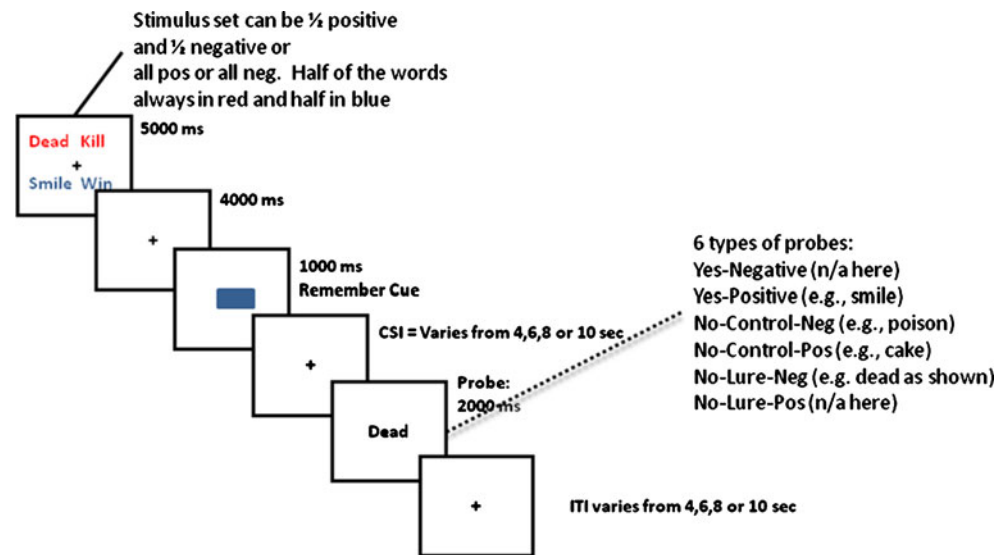 Stimulus set can be ½ positive
and ½ negative or
all pos or all neg. Half of the words
always in red and half in blue
Dead Kill
+
Smile Win
5000 ms
+
4000 ms
1000 ms
Remember Cue
+
CSI = Varies from 4,6,8 or 10 sec
Probe:
2000 ms
Dead
6 types of probes:
Yes-Negative (n/a here)
Yes-Positive (e.g., smile)
No-Control-Neg (e.g., poison)
No-Control-Pos (e.g., cake)
No-Lure-Neg (e.g. dead as shown)
No-Lure-Pos (n/a here)
+
ITI varies from 4,6,8 or 10 sec